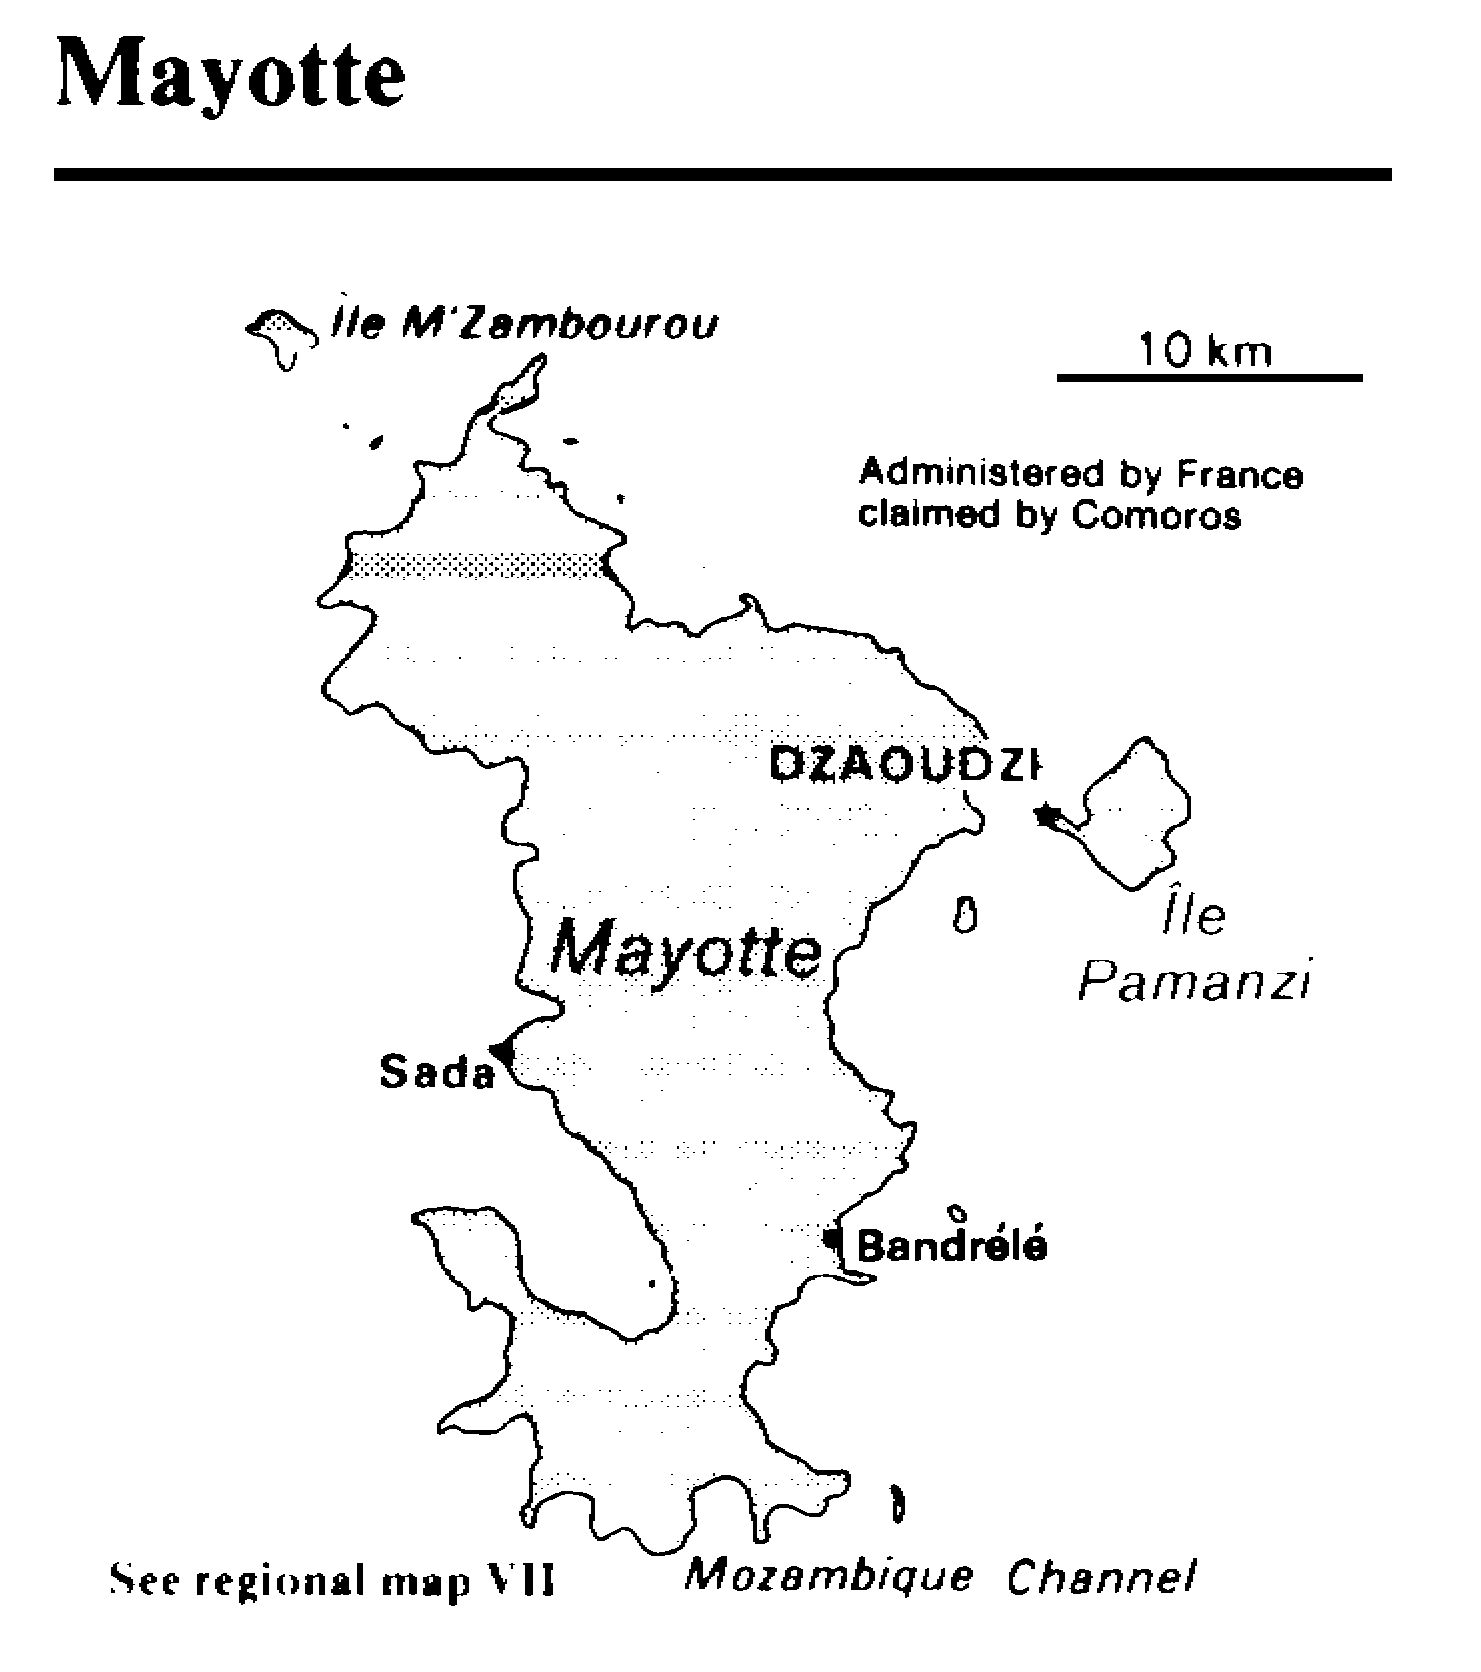 Mayotte
Île M'Zambourou
10 km
Administered by France
claimed by Comoros
DZAOUDZI
Mayotte
Île
Pamanzi
Sada
Bandrélé
See regional map VII
Mozambique Channel